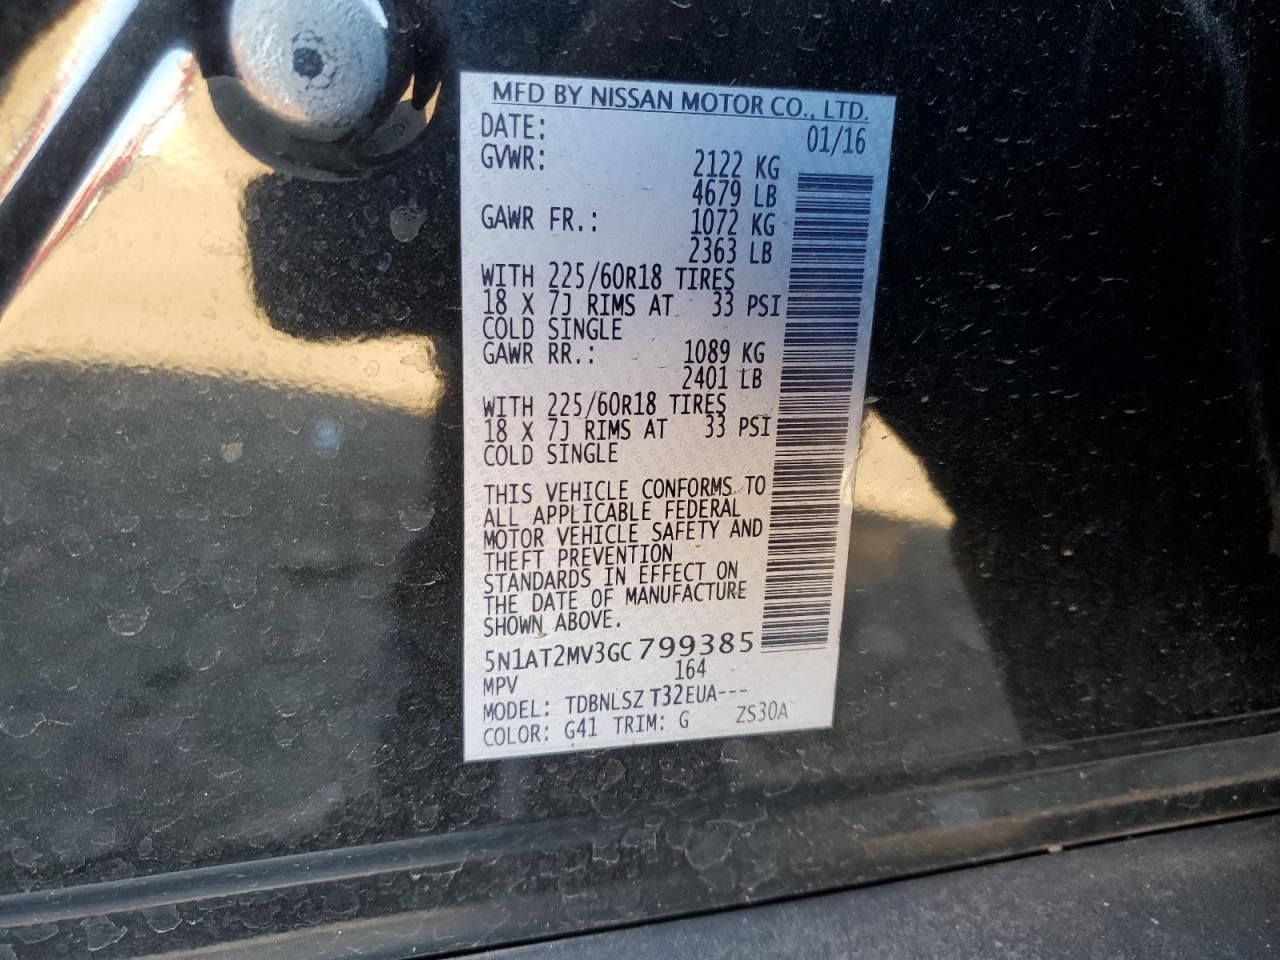 MFD BY NISSAN MOTOR CO., LTD.
DATE: 01/16
GVWR: 2122 KG
4679 LB
GAWR FR.: 1072 KG
2363 LB
WITH 225/60R18 TIRES
18 X 7J RIMS AT 33 PSI
COLD SINGLE
GAWR RR.: 1089 KG
2401 LB
WITH 225/60R18 TIRES
18 X 7J RIMS AT 33 PSI
COLD SINGLE
THIS VEHICLE CONFORMS TO
ALL APPLICABLE FEDERAL
MOTOR VEHICLE SAFETY AND
THEFT PREVENTION
STANDARDS IN EFFECT ON
THE DATE OF MANUFACTURE
SHOWN ABOVE.
5N1AT2MV3GC799385
MPV 164
MODEL: TDBNLSZ T32EUA---
COLOR: G41 TRIM: G ZS30A